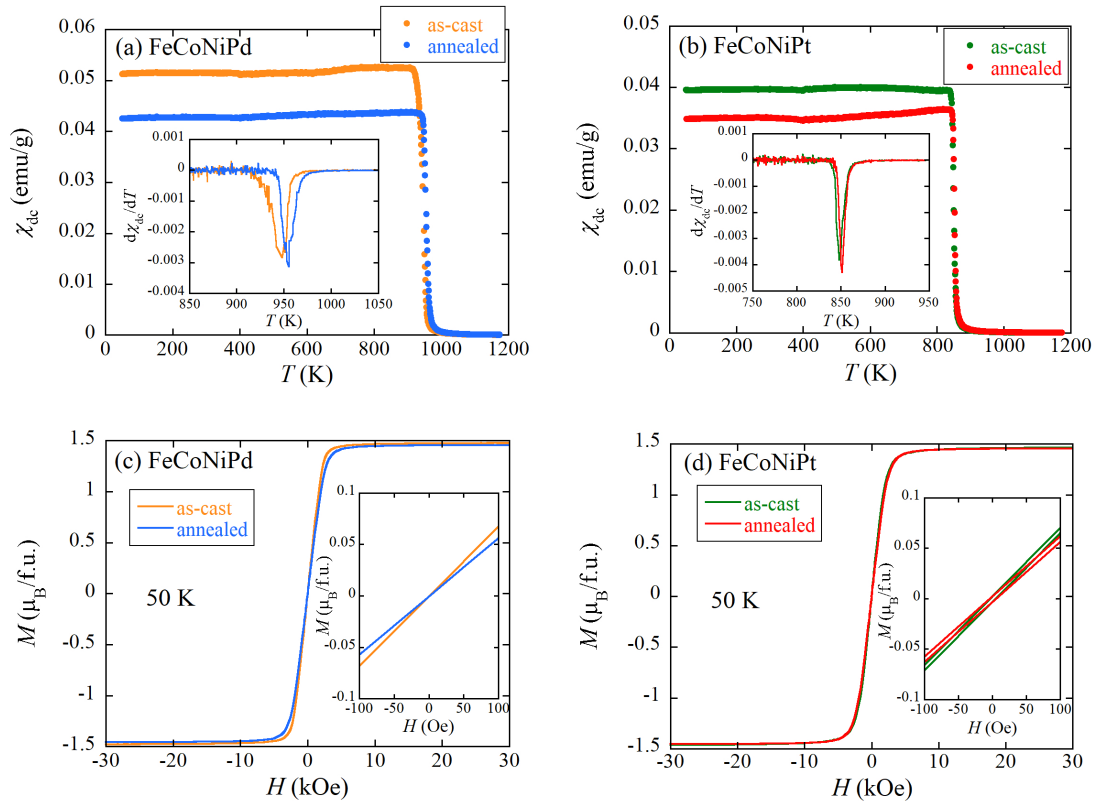 (a) FeCoNiPd
as-cast
annealed
0.06
0.05
0.04
0.03
0.02
0.01
0
χdc (emu/g)
0 200 400 600 800 1000 1200
T (K)
0.001
0
-0.001
-0.002
-0.003
-0.004
dχdc/dT
850 900 950 1000 1050
T (K)
(b) FeCoNiPt
as-cast
annealed
0.05
0.04
0.03
0.02
0.01
0
χdc (emu/g)
0 200 400 600 800 1000 1200
T (K)
0.001
0
-0.001
-0.002
-0.003
-0.004
-0.005
dχdc/dT
750 800 850 900 950
T (K)
(c) FeCoNiPd
as-cast
annealed
50 K
1.5
1
0.5
0
-0.5
-1
-1.5
M (μB/f.u.)
-30 -20 -10 0 10 20 30
H (kOe)
0.1
0.05
0
-0.05
-0.1
M (μB/f.u.)
-100 -50 0 50 100
H (Oe)
(d) FeCoNiPt
as-cast
annealed
50 K
1.5
1
0.5
0
-0.5
-1
-1.5
M (μB/f.u.)
-30 -20 -10 0 10 20 30
H (kOe)
0.1
0.05
0
-0.05
-0.1
M (μB/f.u.)
-100 -50 0 50 100
H (Oe)